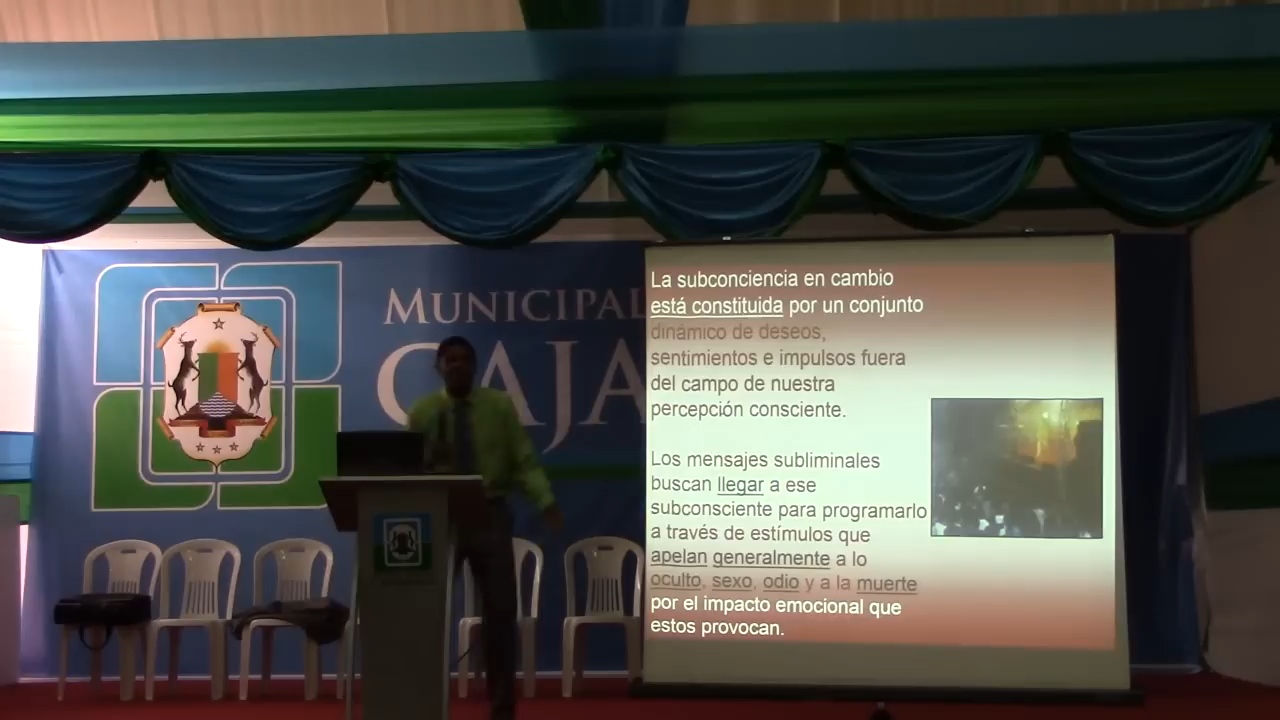 MUNICIPAL
CAJA
La subconciencia en cambio
está constituida por un conjunto
dinámico de deseos,
sentimientos e impulsos fuera
del campo de nuestra
percepción consciente.
Los mensajes subliminales
buscan llegar a ese
subconsciente para programarlo
a través de estímulos que
apelan generalmente a lo
oculto, sexo, odio y a la muerte
por el impacto emocional que
estos provocan.